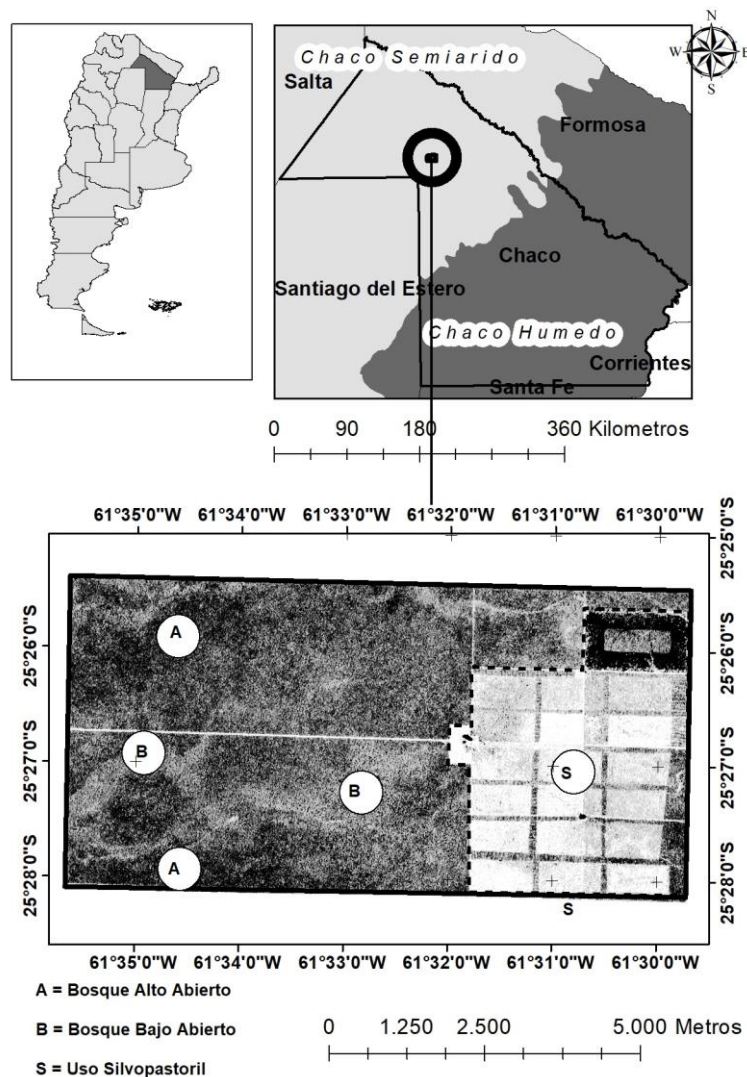 N
W E
S
Chaco Semiarido
Salta
Formosa
Chaco
Santiago del Estero
Chaco Humedo
Corrientes
Santa Fe
0 90 180 360 Kilometros
61°35'0"W 61°34'0"W 61°33'0"W 61°32'0"W 61°31'0"W 61°30'0"W
25°25'0"S
25°26'0"S 25°26'0"S
25°27'0"S 25°27'0"S
25°28'0"S 25°28'0"S
A
B
B
S
A
S
61°35'0"W 61°34'0"W 61°33'0"W 61°32'0"W 61°31'0"W 61°30'0"W
A = Bosque Alto Abierto
B = Bosque Bajo Abierto
S = Uso Silvopastoril
0 1.250 2.500 5.000 Metros